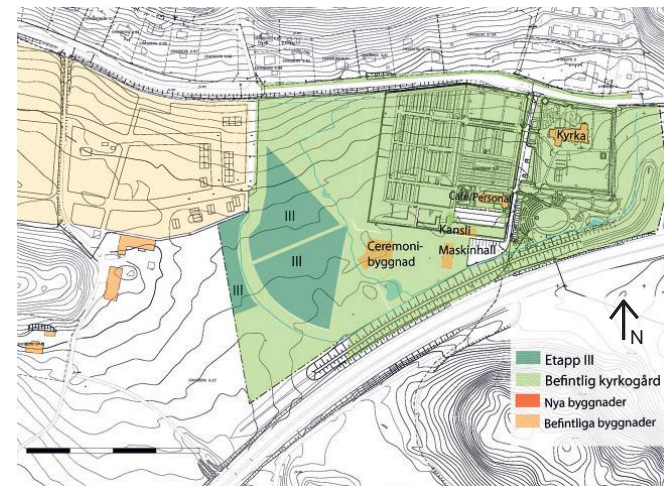 Kyrka
Café/Personal
Kansli
Maskinhall
Ceremoni-
byggnad
III
III
III
N
Etapp III
Befintlig kyrkogård
Nya byggnader
Befintliga byggnader